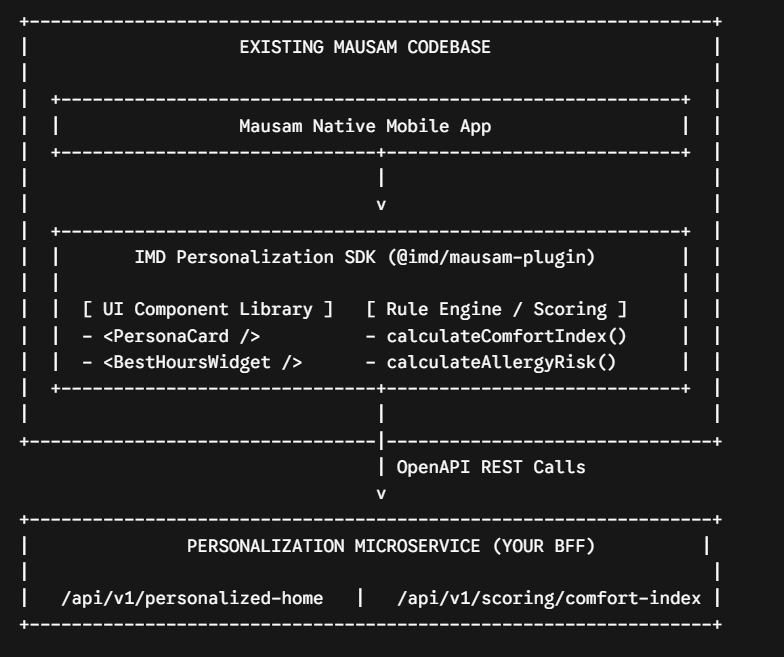 EXISTING MAUSAM CODEBASE
Mausam Native Mobile App
v
IMD Personalization SDK (@imd/mausam-plugin)
[ UI Component Library ] [ Rule Engine / Scoring ]
- <PersonaCard /> - calculateComfortIndex()
- <BestHoursWidget /> - calculateAllergyRisk()
| OpenAPI REST Calls
v
PERSONALIZATION MICROSERVICE (YOUR BFF)
/api/v1/personalized-home | /api/v1/scoring/comfort-index